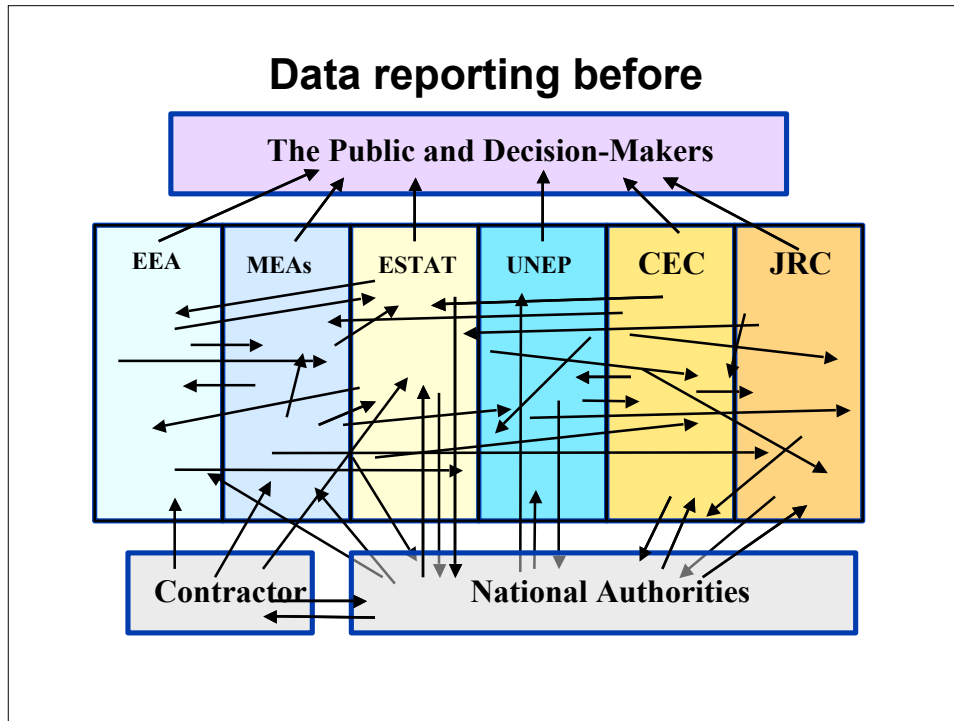 Data reporting before
The Public and Decision-Makers
EEA
MEAs
ESTAT
UNEP
CEC
JRC
Contractor
National Authorities